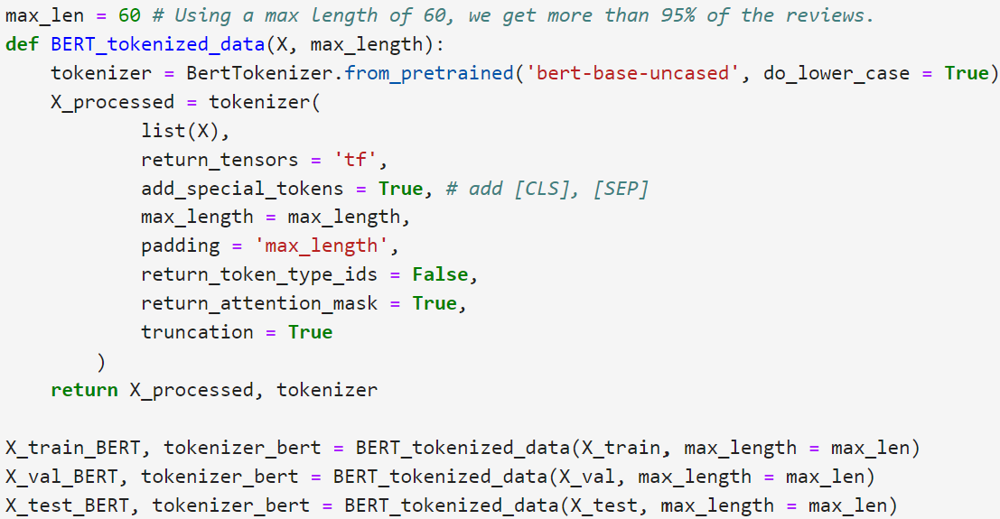 max_len = 60 # Using a max length of 60, we get more than 95% of the reviews.
def BERT_tokenized_data(X, max_length):
    tokenizer = BertTokenizer.from_pretrained('bert-base-uncased', do_lower_case = True)
    X_processed = tokenizer(
            list(X),
            return_tensors = 'tf',
            add_special_tokens = True, # add [CLS], [SEP]
            max_length = max_length,
            padding = 'max_length',
            return_token_type_ids = False,
            return_attention_mask = True,
            truncation = True
        )
    return X_processed, tokenizer

X_train_BERT, tokenizer_bert = BERT_tokenized_data(X_train, max_length = max_len)
X_val_BERT, tokenizer_bert = BERT_tokenized_data(X_val, max_length = max_len)
X_test_BERT, tokenizer_bert = BERT_tokenized_data(X_test, max_length = max_len)